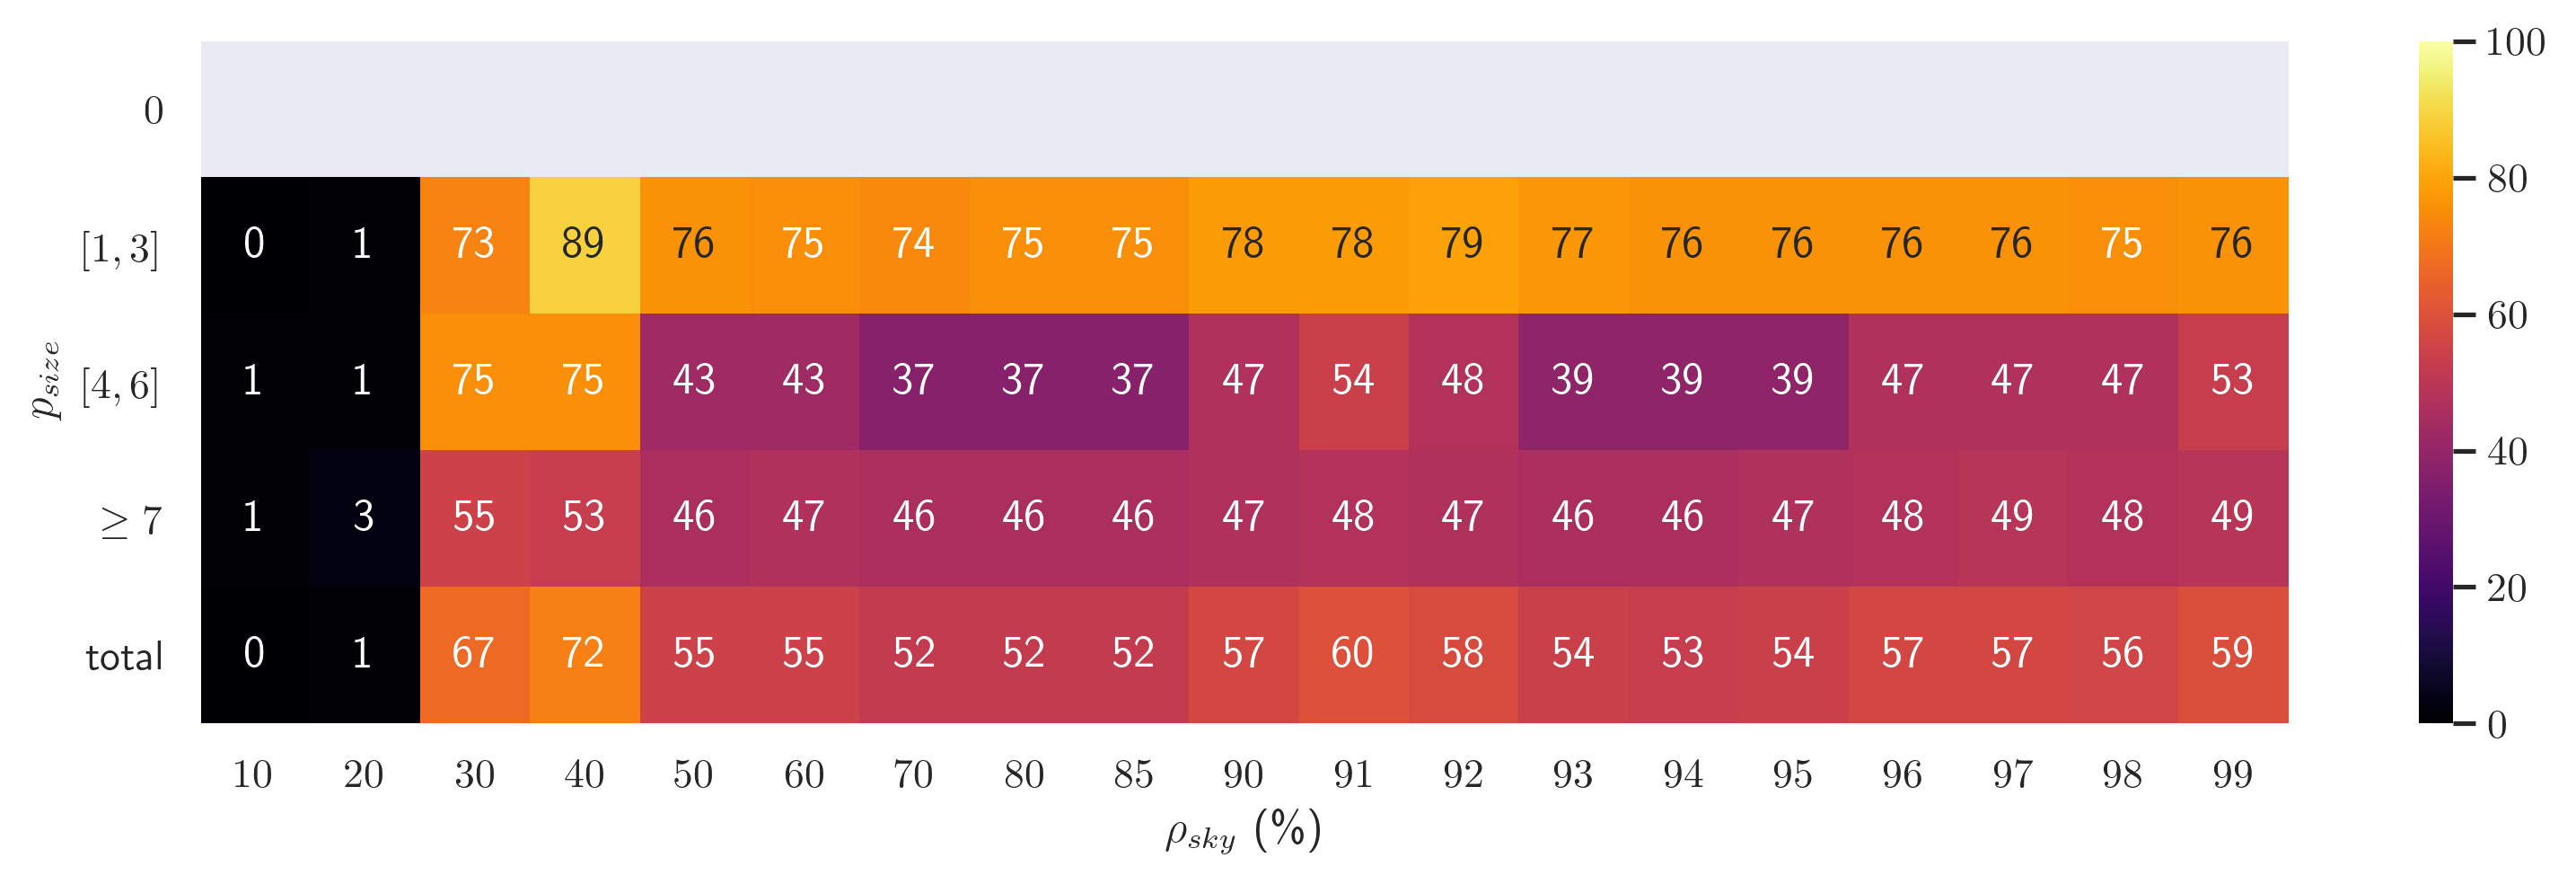 0
[1, 3] 0 1 73 89 76 75 74 75 75 78 78 79 77 76 76 76 76 75 76
[4, 6] 1 1 75 75 43 43 37 37 37 47 54 48 39 39 39 47 47 47 53
≥ 7 1 3 55 53 46 47 46 46 46 47 48 47 46 46 47 48 49 48 49
total 0 1 67 72 55 55 52 52 52 57 60 58 54 53 54 57 57 56 59
10 20 30 40 50 60 70 80 85 90 91 92 93 94 95 96 97 98 99
ρsky (%)
psize
100
80
60
40
20
0